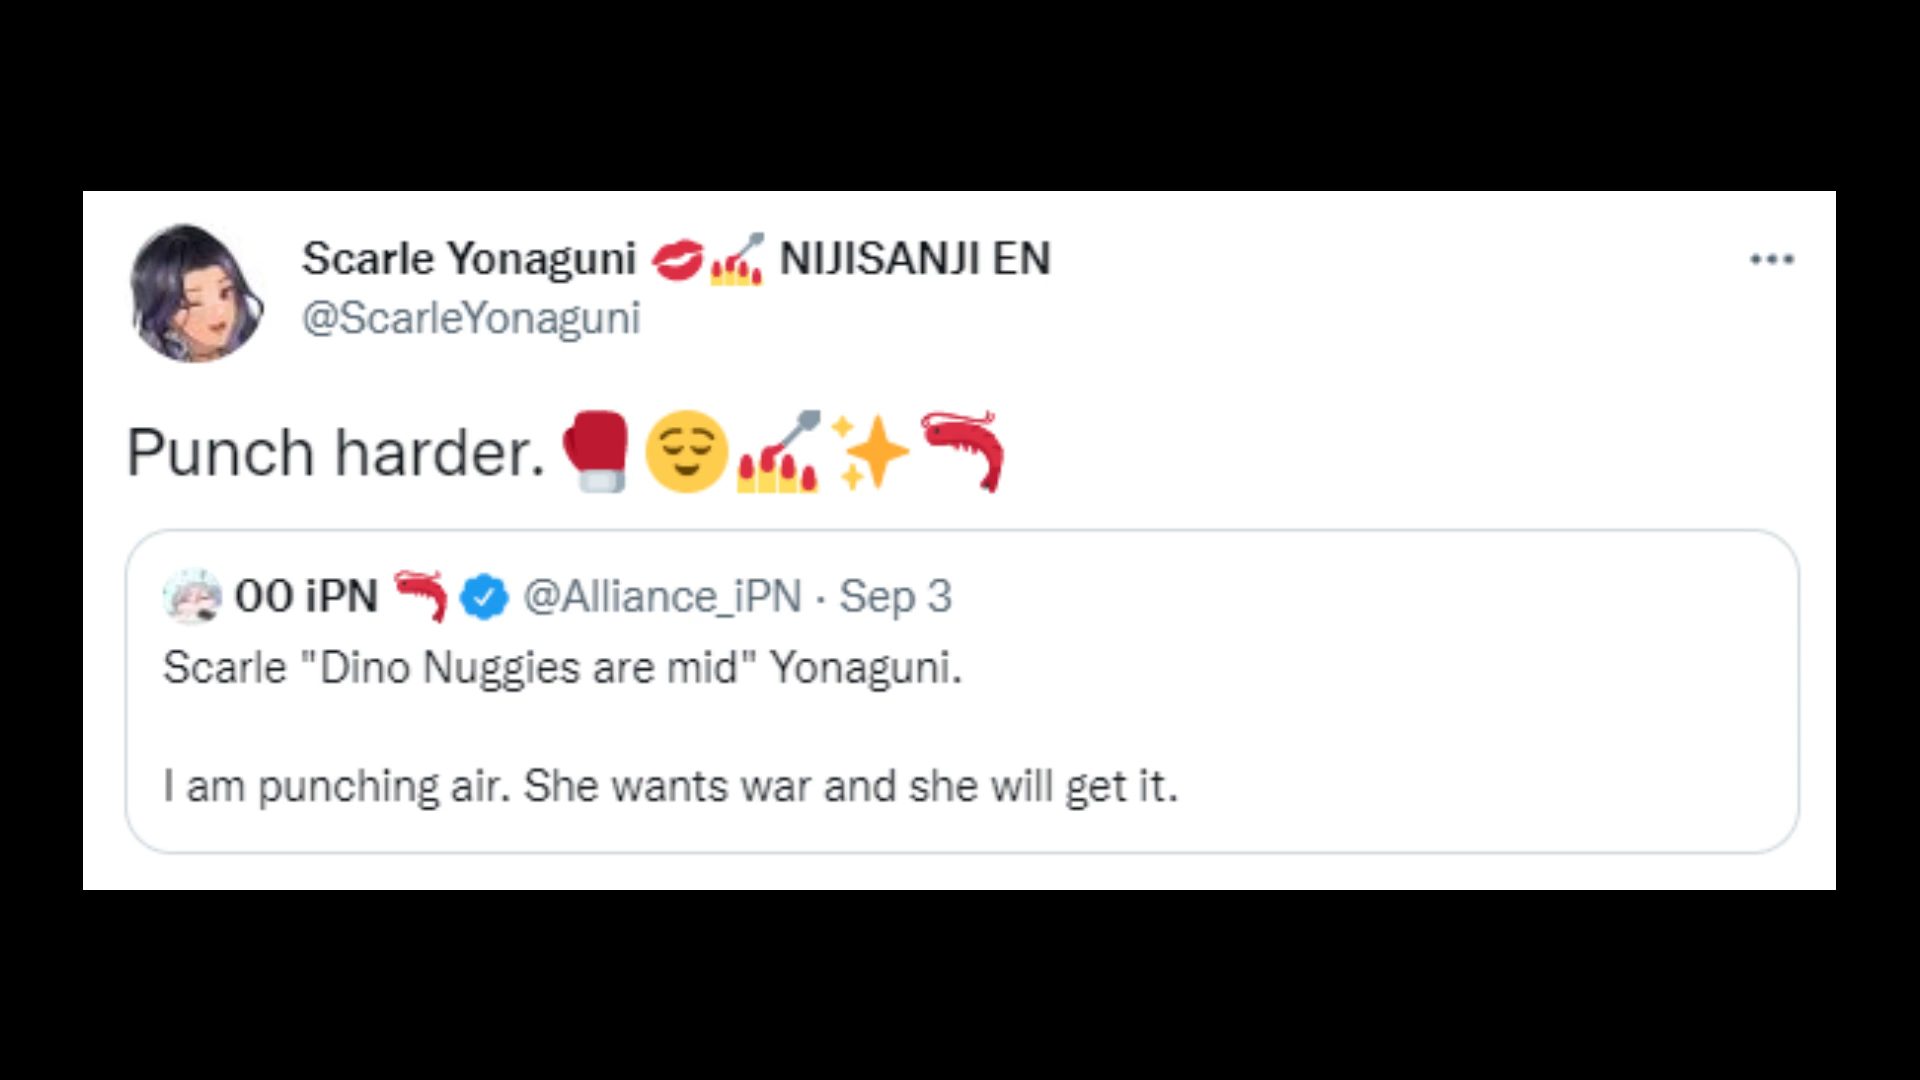 Scarle Yonaguni 💋💅 NIJISANJI EN
@ScarleYonaguni
Punch harder. 🥊😌💅✨🦐
00 iPN 🦐 @Alliance_iPN · Sep 3
Scarle "Dino Nuggies are mid" Yonaguni.
I am punching air. She wants war and she will get it.